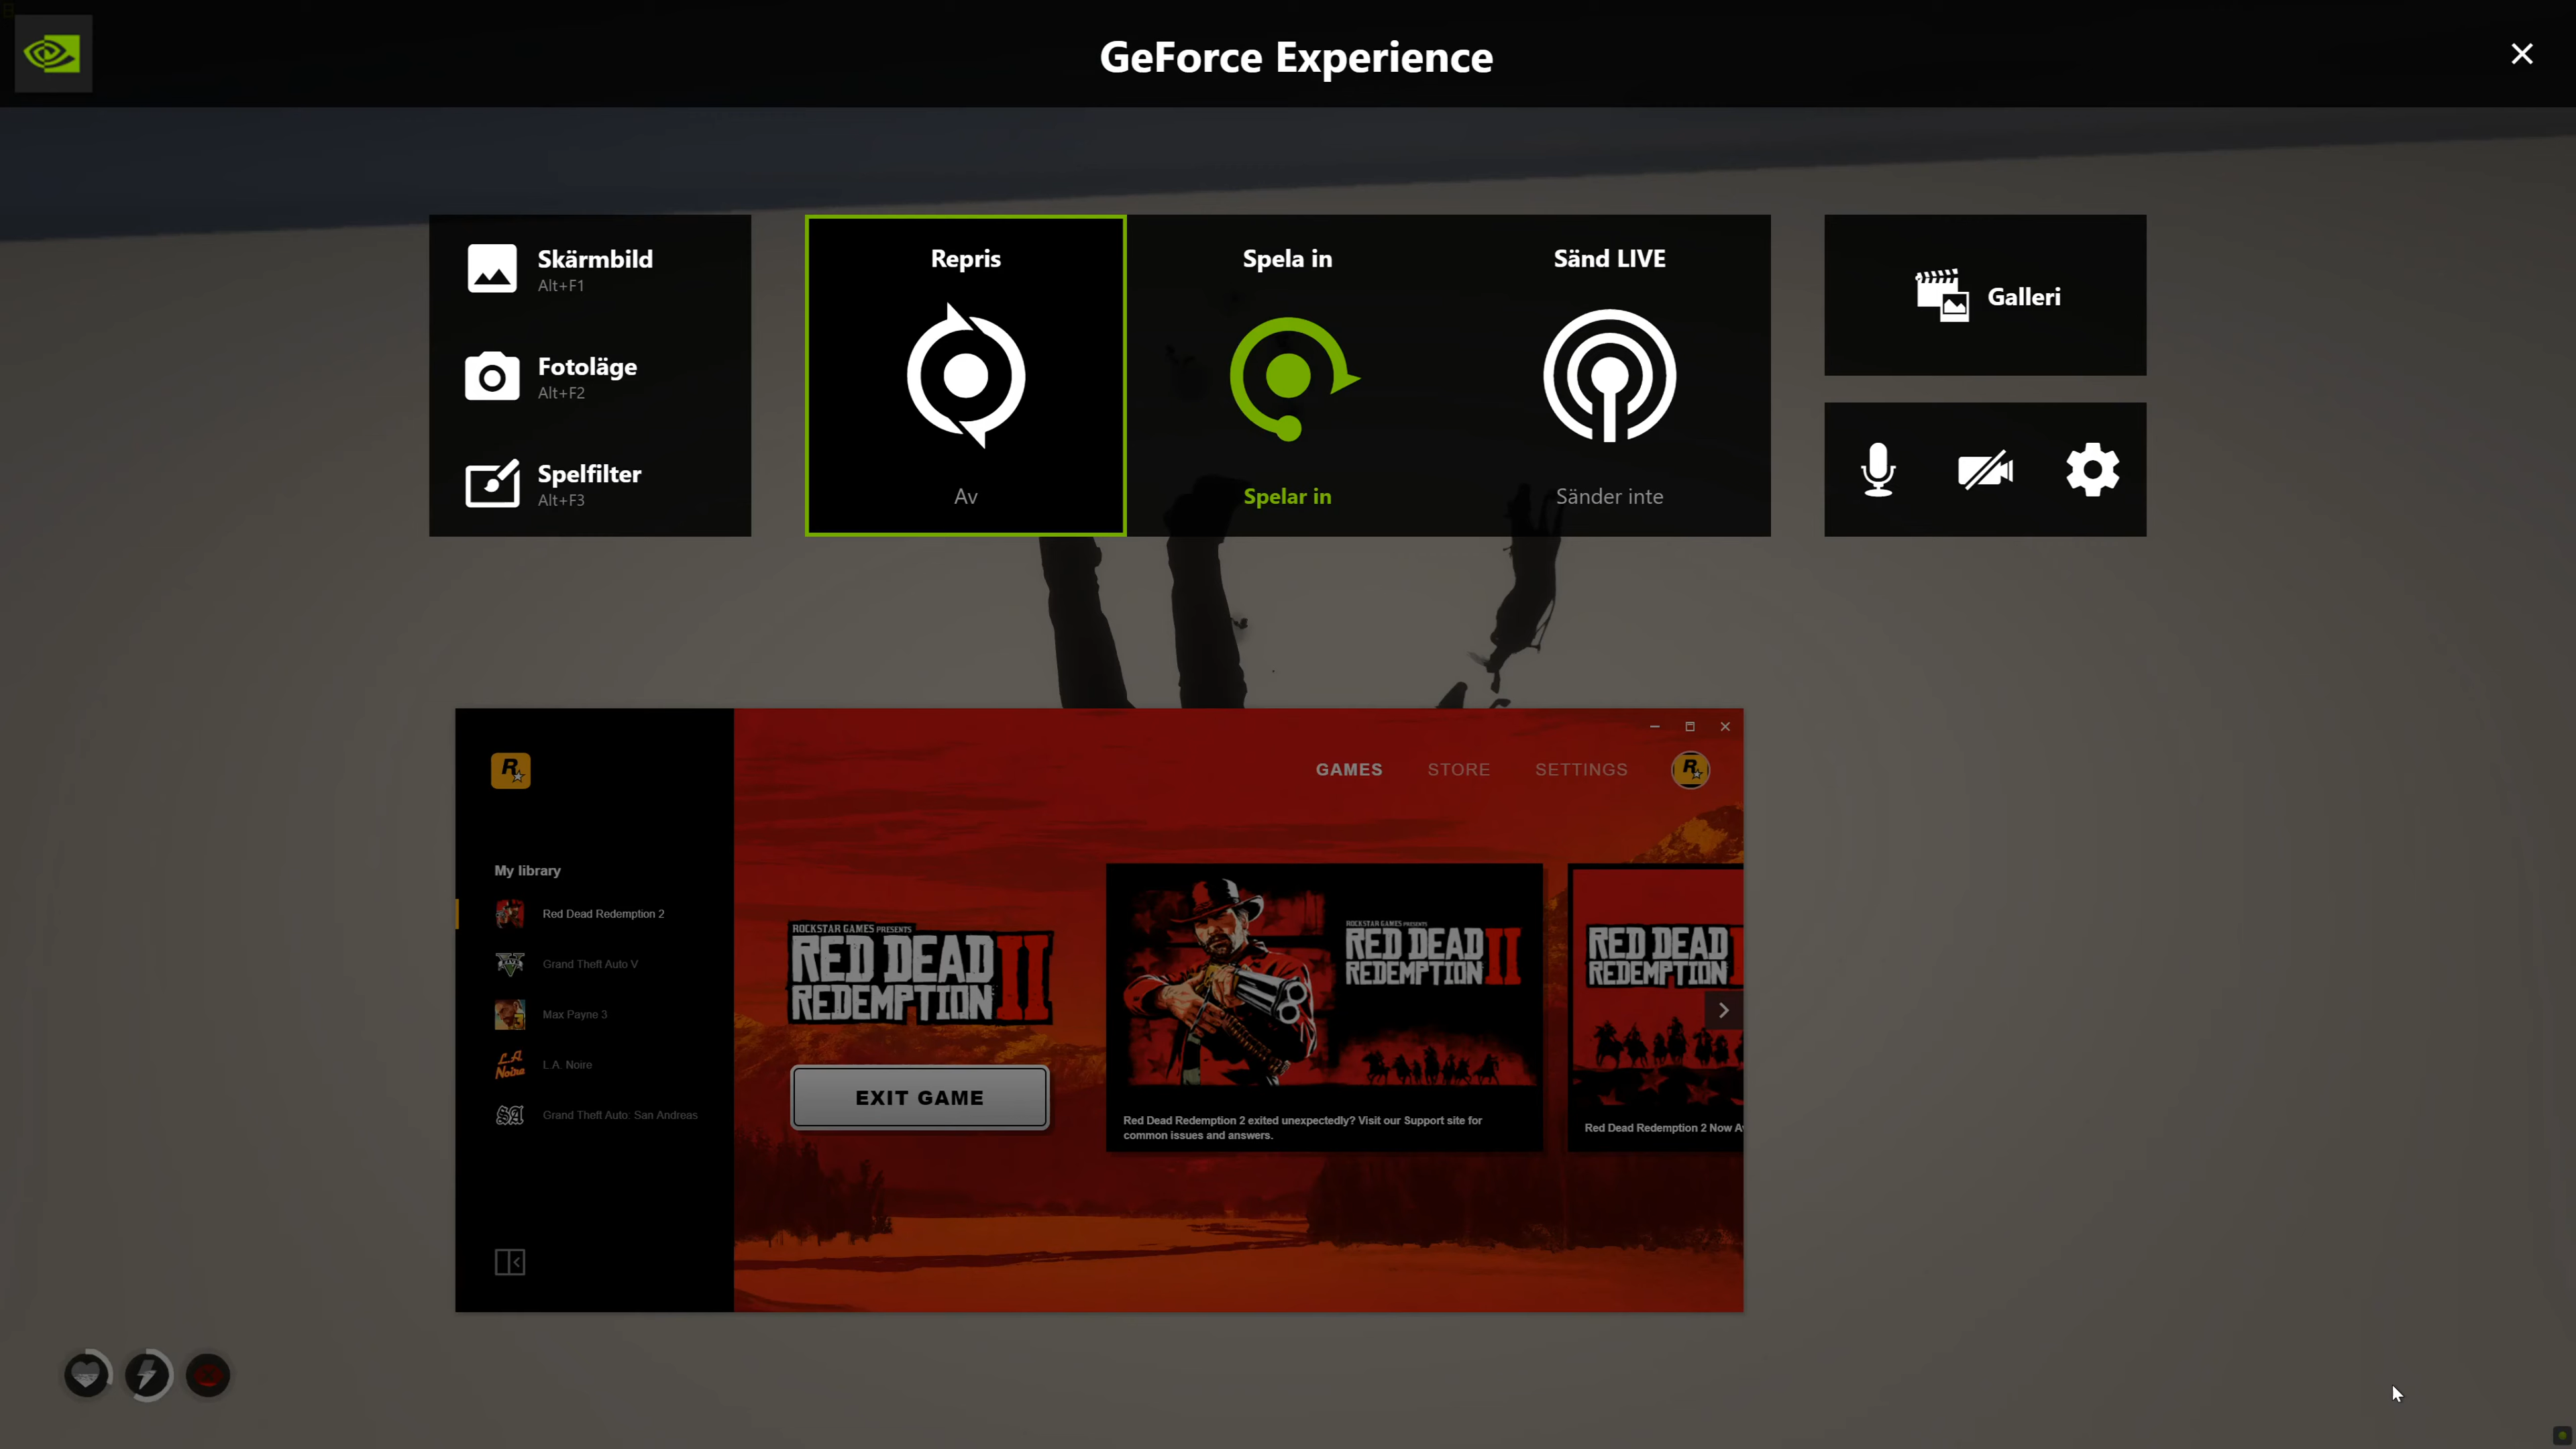 GeForce Experience
Skärmbild
Alt+F1
Fotoläge
Alt+F2
Spelfilter
Alt+F3
Repris
Av
Spela in
Spelar in
Sänd LIVE
Sänder inte
Galleri
R
GAMES STORE SETTINGS
R
My library
Red Dead Redemption 2
Grand Theft Auto V
Max Payne 3
L.A. Noire
Grand Theft Auto: San Andreas
ROCKSTAR GAMES PRESENTS
RED DEAD
REDEMPTION II
EXIT GAME
ROCKSTAR GAMES PRESENTS
RED DEAD
REDEMPTION II
Red Dead Redemption 2 exited unexpectedly? Visit our Support site for
common issues and answers.
RED DEAD
REDEMPTION
Red Dead Redemption 2 Now A